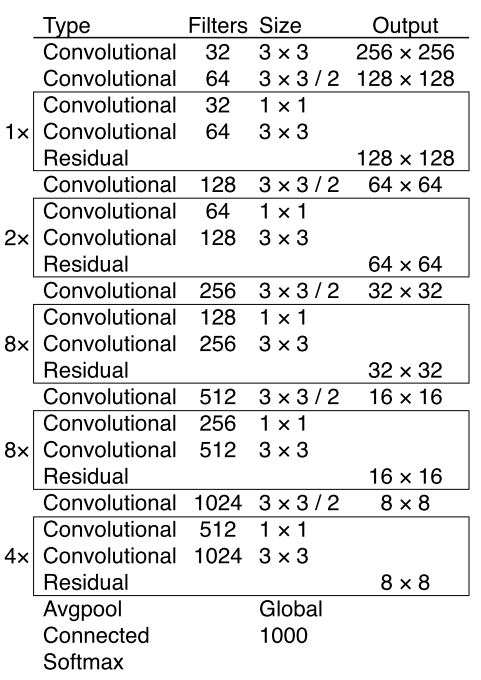 Type Filters Size Output
Convolutional 32 3 × 3 256 × 256
Convolutional 64 3 × 3 / 2 128 × 128
Convolutional 32 1 × 1
1× Convolutional 64 3 × 3
Residual 128 × 128
Convolutional 128 3 × 3 / 2 64 × 64
Convolutional 64 1 × 1
2× Convolutional 128 3 × 3
Residual 64 × 64
Convolutional 256 3 × 3 / 2 32 × 32
Convolutional 128 1 × 1
8× Convolutional 256 3 × 3
Residual 32 × 32
Convolutional 512 3 × 3 / 2 16 × 16
Convolutional 256 1 × 1
8× Convolutional 512 3 × 3
Residual 16 × 16
Convolutional 1024 3 × 3 / 2 8 × 8
Convolutional 512 1 × 1
4× Convolutional 1024 3 × 3
Residual 8 × 8
Avgpool Global
Connected 1000
Softmax